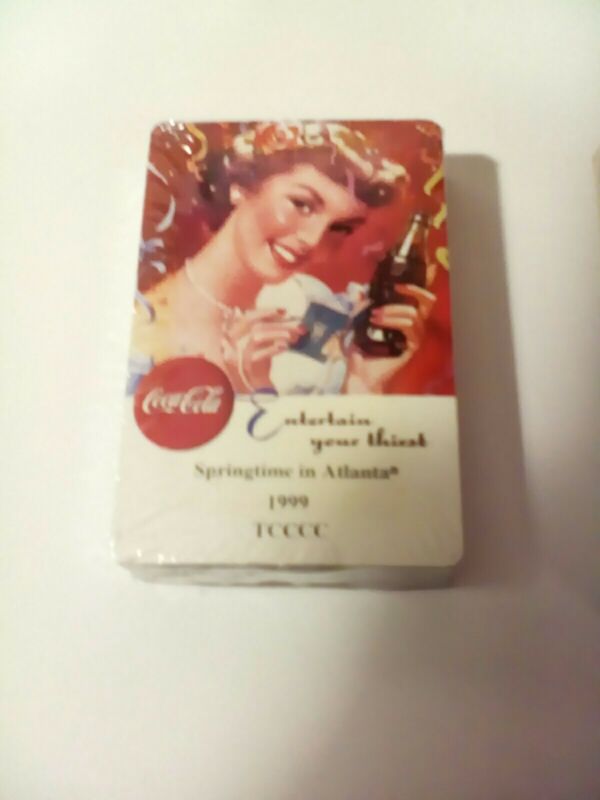 Coca-Cola
Entertain
your thirst
Springtime in Atlanta®
1999
TCCCC